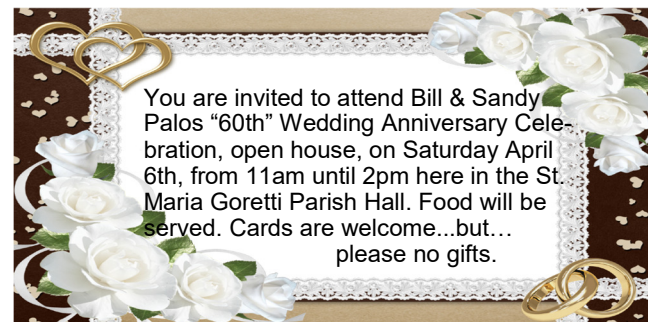 You are invited to attend Bill & Sandy
Palos “60th” Wedding Anniversary Cele-
bration, open house, on Saturday April
6th, from 11am until 2pm here in the St.
Maria Goretti Parish Hall. Food will be
served. Cards are welcome...but…
please no gifts.